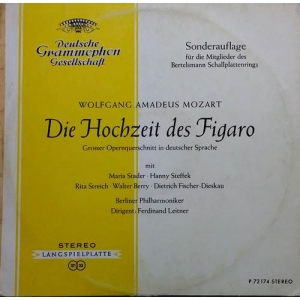 Deutsche
Grammophon
Gesellschaft
Sonderauflage
für die Mitglieder des
Bertelsmann Schallplattenrings
WOLFGANG AMADEUS MOZART
Die Hochzeit des Figaro
Grosser Opernquerschnitt in deutscher Sprache
mit
Maria Stader · Hanny Steffek
Rita Streich · Walter Berry · Dietrich Fischer-Dieskau
Berliner Philharmoniker
Dirigent: Ferdinand Leitner
STEREO
LANGSPIELPLATTE
33
P 72 174 STEREO